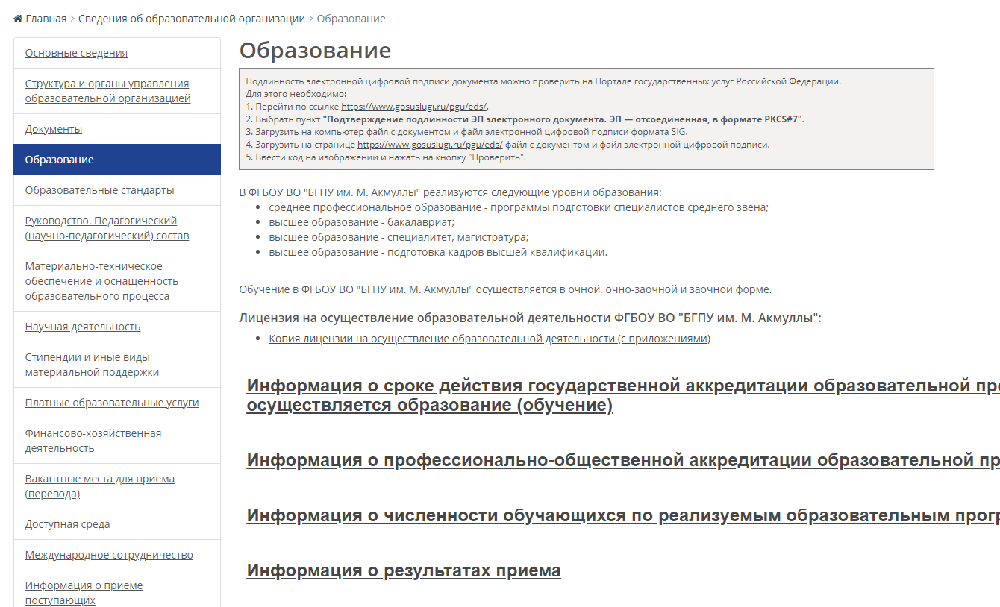 Главная > Сведения об образовательной организации > Образование
Основные сведения
Структура и органы управления
образовательной организацией
Документы
Образование
Образовательные стандарты
Руководство. Педагогический
(научно-педагогический) состав
Материально-техническое
обеспечение и оснащенность
образовательного процесса
Научная деятельность
Стипендии и иные виды
материальной поддержки
Платные образовательные услуги
Финансово-хозяйственная
деятельность
Вакантные места для приема
(перевода)
Доступная среда
Международное сотрудничество
Информация о приеме
поступающих
Образование
Подлинность электронной цифровой подписи документа можно проверить на Портале государственных услуг Российской Федерации.
Для этого необходимо:
1. Перейти по ссылке https://www.gosuslugi.ru/pgu/eds/.
2. Выбрать пункт "Подтверждение подлинности ЭП электронного документа. ЭП — отсоединенная, в формате PKCS#7".
3. Загрузить на компьютер файл с документом и файл электронной цифровой подписи формата SIG.
4. Загрузить на странице https://www.gosuslugi.ru/pgu/eds/ файл с документом и файл электронной цифровой подписи.
5. Ввести код на изображении и нажать на кнопку "Проверить".
В ФГБОУ ВО "БГПУ им. М. Акмуллы" реализуются следующие уровни образования:
• среднее профессиональное образование - программы подготовки специалистов среднего звена;
• высшее образование - бакалавриат;
• высшее образование - специалитет, магистратура;
• высшее образование - подготовка кадров высшей квалификации.
Обучение в ФГБОУ ВО "БГПУ им. М. Акмуллы" осуществляется в очной, очно-заочной и заочной форме.
Лицензия на осуществление образовательной деятельности ФГБОУ ВО "БГПУ им. М. Акмуллы":
• Копия лицензии на осуществление образовательной деятельности (с приложениями)
Информация о сроке действия государственной аккредитации образовательной
осуществляется образование (обучение)
Информация о профессионально-общественной аккредитации образовательной
Информация о численности обучающихся по реализуемым образовательным
Информация о результатах приема